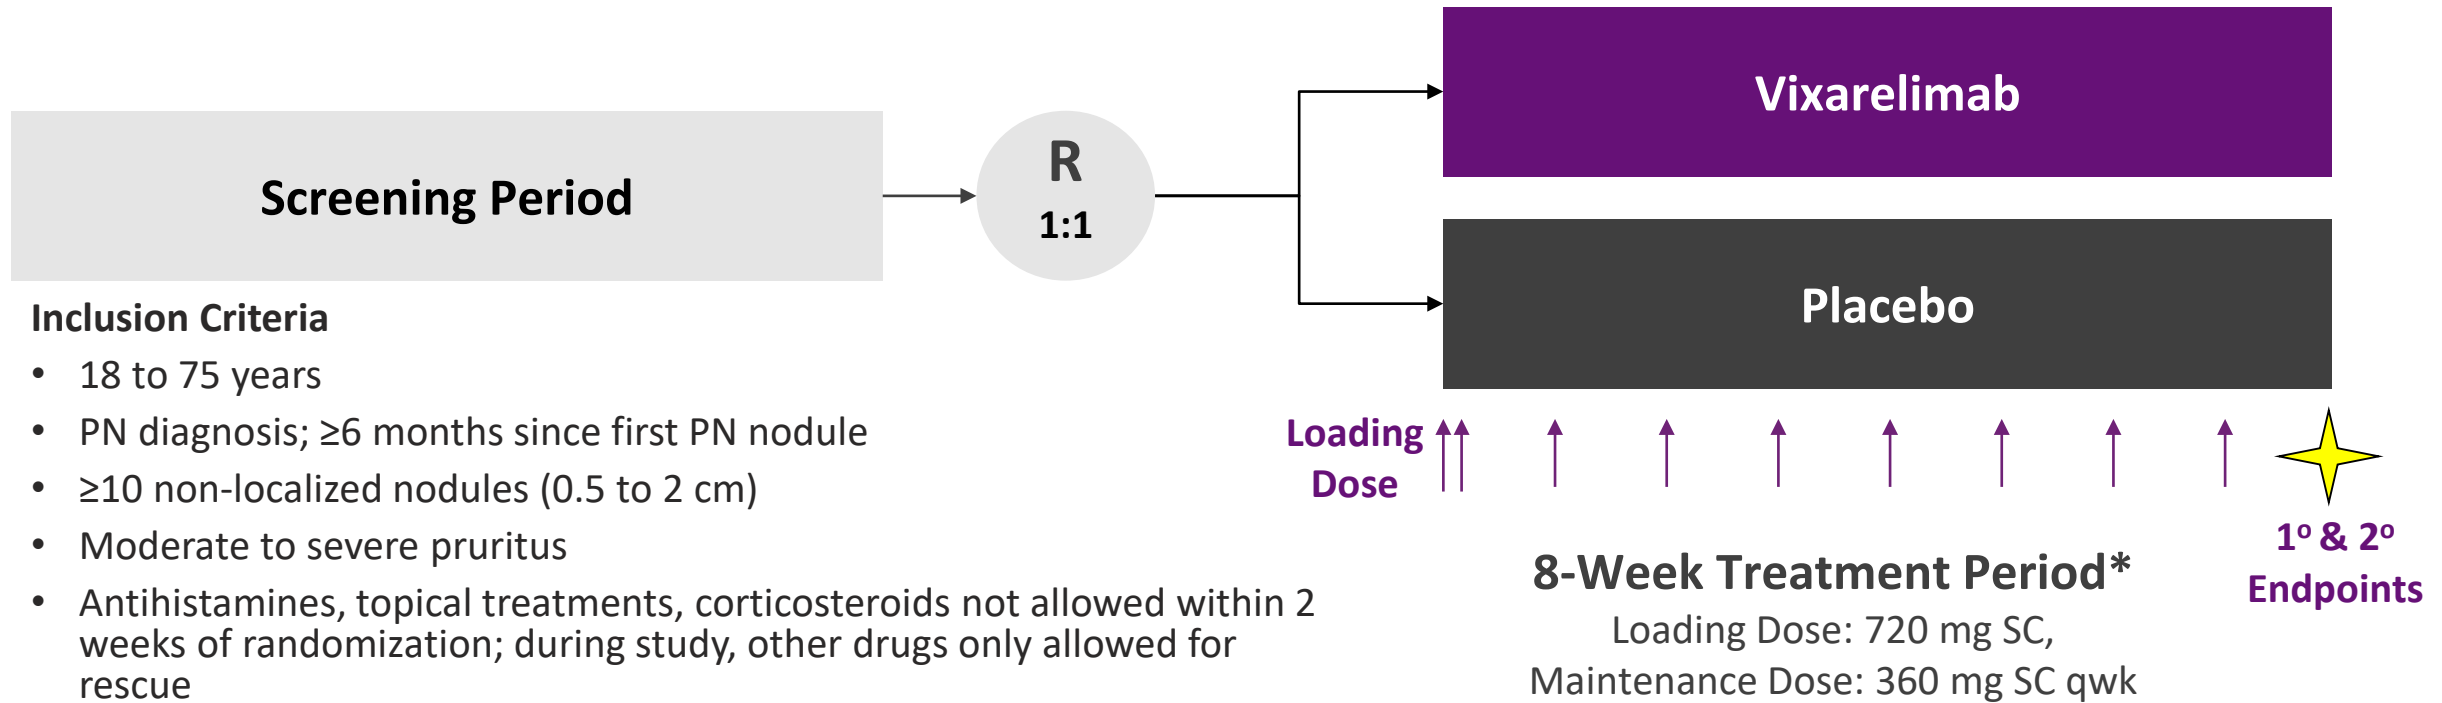 Screening Period
R
1:1
Vixarelimab
Placebo
Inclusion Criteria
• 18 to 75 years
• PN diagnosis; ≥6 months since first PN nodule
• ≥10 non-localized nodules (0.5 to 2 cm)
• Moderate to severe pruritus
• Antihistamines, topical treatments, corticosteroids not allowed within 2
weeks of randomization; during study, other drugs only allowed for
rescue
Loading
Dose
8-Week Treatment Period*
Loading Dose: 720 mg SC,
Maintenance Dose: 360 mg SC qwk
1º & 2º
Endpoints